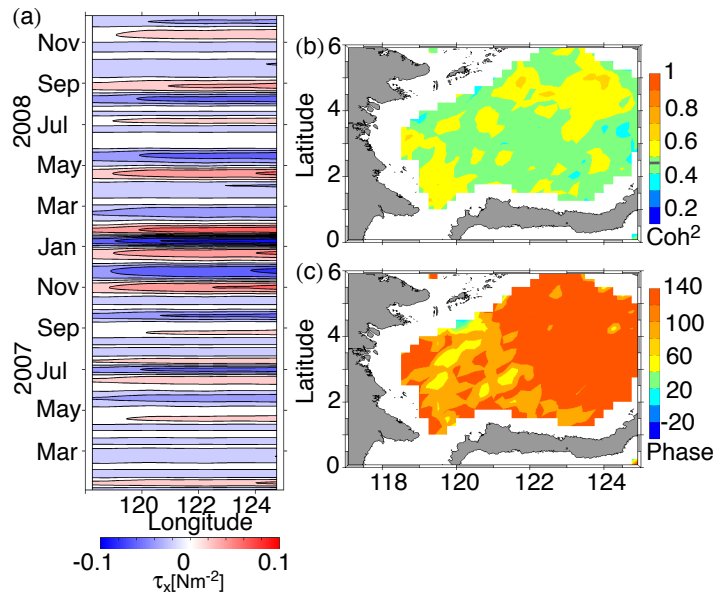 (a)
Nov
Sep
Jul
May
Mar
Jan
Nov
Sep
Jul
May
Mar
2008
2007
120 122 124
Longitude
-0.1 0 0.1
τx[Nm-2]
(b)
6
4
2
0
Latitude
1
0.8
0.6
0.4
0.2
Coh2
(c)
6
4
2
0
Latitude
118 120 122 124
140
100
60
20
-20
Phase